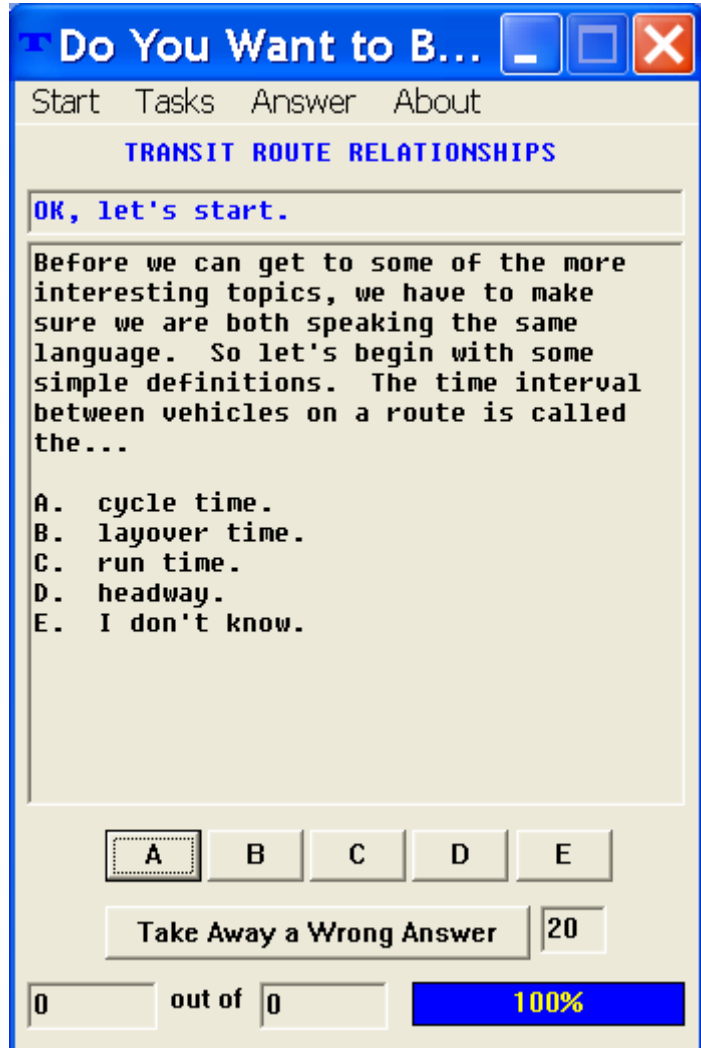 T Do You Want to B...
Start Tasks Answer About
TRANSIT ROUTE RELATIONSHIPS
OK, let's start.
Before we can get to some of the more
interesting topics, we have to make
sure we are both speaking the same
language.  So let's begin with some
simple definitions.  The time interval
between vehicles on a route is called
the...
A.  cycle time.
B.  layover time.
C.  run time.
D.  headway.
E.  I don't know.
A B C D E
Take Away a Wrong Answer 20
0 out of 0 100%